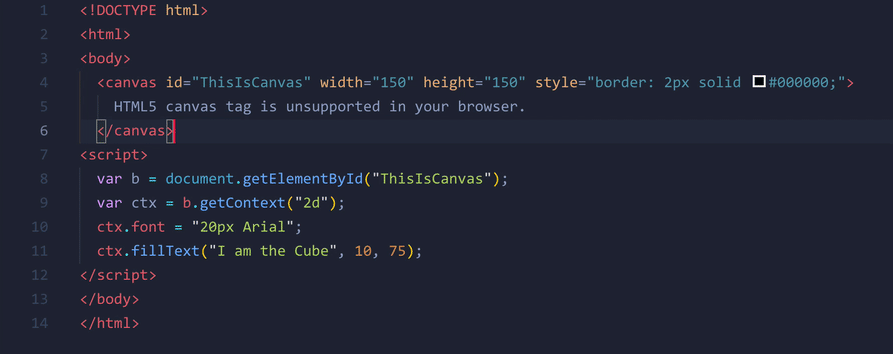 1 <!DOCTYPE html>
2 <html>
3 <body>
4 <canvas id="ThisIsCanvas" width="150" height="150" style="border: 2px solid #000000;">
5 HTML5 canvas tag is unsupported in your browser.
6 </canvas>
7 <script>
8 var b = document.getElementById("ThisIsCanvas");
9 var ctx = b.getContext("2d");
10 ctx.font = "20px Arial";
11 ctx.fillText("I am the Cube", 10, 75);
12 </script>
13 </body>
14 </html>